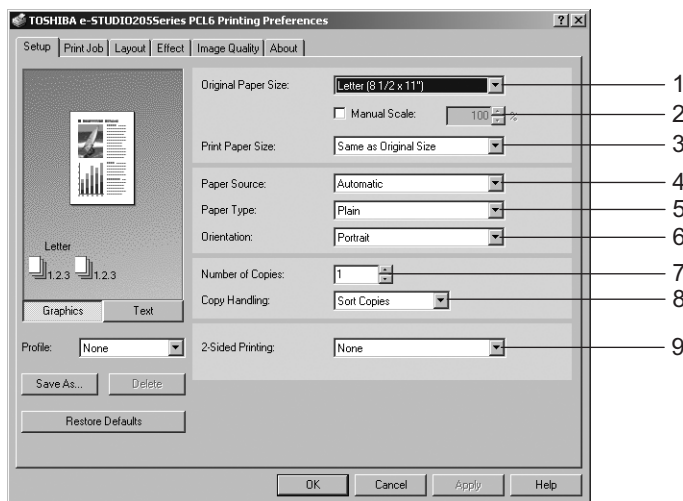 TOSHIBA e-STUDIO205Series PCL6 Printing Preferences
Setup Print Job Layout Effect Image Quality About
Original Paper Size: Letter (8 1/2 x 11") 1
Manual Scale: 100 % 2
Print Paper Size: Same as Original Size 3
Paper Source: Automatic 4
Paper Type: Plain 5
Orientation: Portrait 6
Letter
1.2.3 1.2.3
Number of Copies: 1 7
Copy Handling: Sort Copies 8
Graphics Text
Profile: None
2-Sided Printing: None 9
Save As... Delete
Restore Defaults
OK Cancel Apply Help